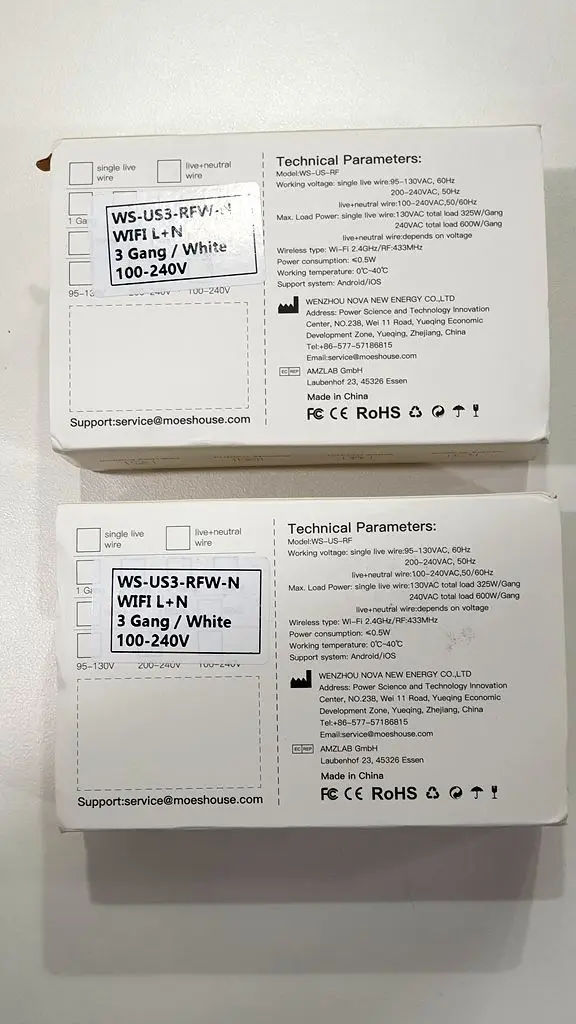 single live
wire
live+neutral
wire
1 Ga
WS-US3-RFW-N
WIFI L+N
3 Gang / White
100-240V
100-240V
Support:service@moeshouse.com
Technical Parameters:
Model:WS-US-RF
Working voltage: single live wire:95-130VAC, 60Hz
200-240VAC, 50Hz
live+neutral wire:100-240VAC,50/60Hz
Max. Load Power: single live wire:130VAC total load 325W/Gang
240VAC total load 600W/Gang
live+neutral wire:depends on voltage
Wireless type: Wi-Fi 2.4GHz/RF:433MHz
Power consumption: ≤0.5W
Working temperature: 0℃~40℃
Support system: Android/iOS
WENZHOU NOVA NEW ENERGY CO.,LTD
Address: Power Science and Technology Innovation
Center, NO.238, Wei 11 Road, Yueqing Economic
Development Zone, Yueqing, Zhejiang, China
Tel:+86-577-57186815
Email:service@moeshouse.com
EC REP AMZLAB GmbH
Laubenhof 23, 45326 Essen
Made in China
FC CE RoHS
single live
wire
live+neutral
wire
1 Ga
WS-US3-RFW-N
WIFI L+N
3 Gang / White
100-240V
95-130V 200-240V 100-240V
Support:service@moeshouse.com
Technical Parameters:
Model:WS-US-RF
Working voltage: single live wire:95-130VAC, 60Hz
200-240VAC, 50Hz
live+neutral wire:100-240VAC,50/60Hz
Max. Load Power: single live wire:130VAC total load 325W/Gang
240VAC total load 600W/Gang
live+neutral wire:depends on voltage
Wireless type: Wi-Fi 2.4GHz/RF:433MHz
Power consumption: ≤0.5W
Working temperature: 0℃~40℃
Support system: Android/iOS
WENZHOU NOVA NEW ENERGY CO.,LTD
Address: Power Science and Technology Innovation
Center, NO.238, Wei 11 Road, Yueqing Economic
Development Zone, Yueqing, Zhejiang, China
Tel:+86-577-57186815
Email:service@moeshouse.com
EC REP AMZLAB GmbH
Laubenhof 23, 45326 Essen
Made in China
FC CE RoHS